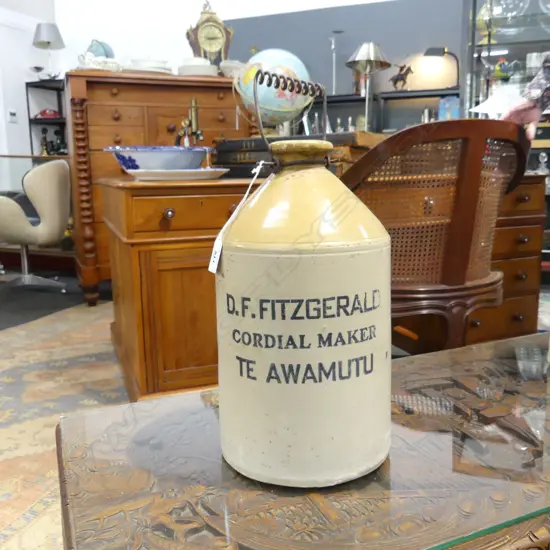 D.F.FITZGERALD
CORDIAL MAKER
TE AWAMUTU